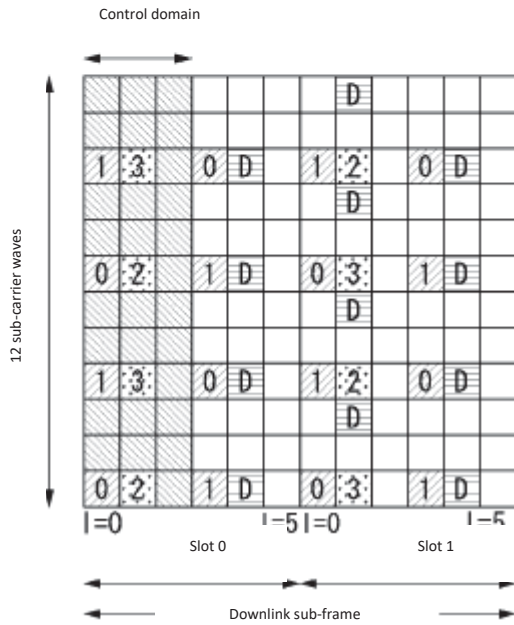 Control domain
D
1 3 0 D 1 2 0 D
D
0 2 1 D 0 3 1 D
D
1 3 0 D 1 2 0 D
D
0 2 1 D 0 3 1 D
12 sub-carrier waves
l=0 l=5 l=0 l=5
Slot 0 Slot 1
Downlink sub-frame